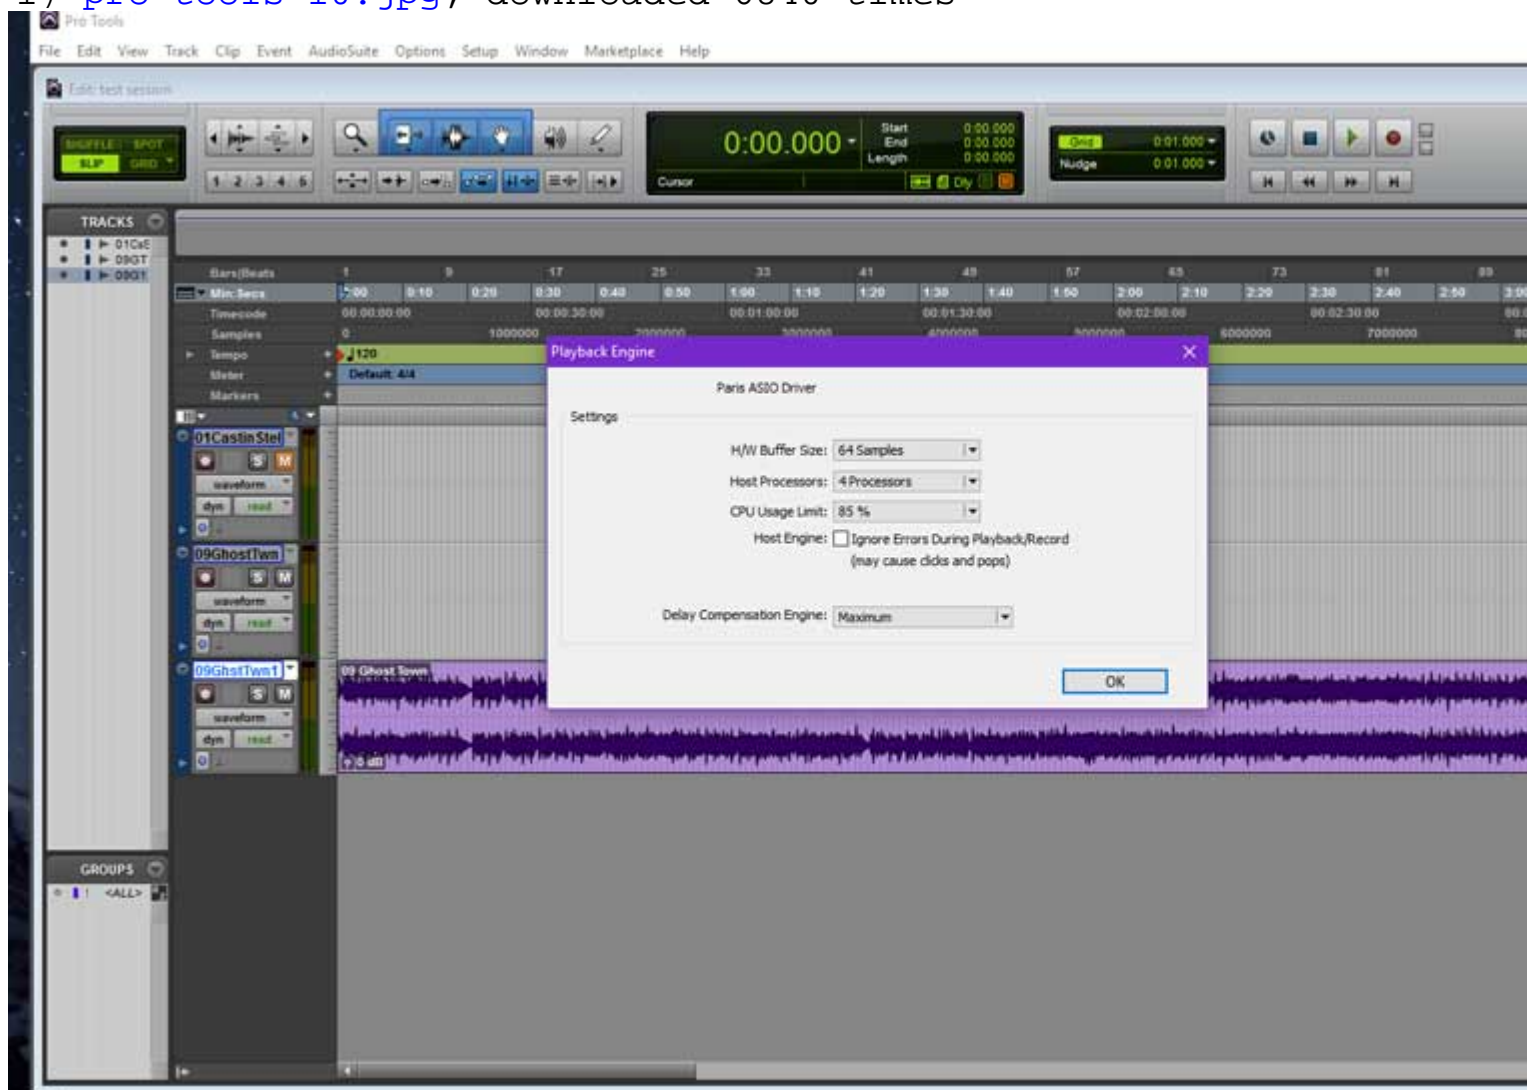 Pro Tools
File Edit View Track Clip Event AudioSuite Options Setup Window Marketplace Help
Edit: test session
SHUFFLE SPOT
SLIP GRID
1 2 3 4 5
0:00.000
Start 0:00.000
End 0:00.000
Length 0:00.000
Cursor
Dly
Grid 0:01.000
Nudge 0:01.000
TRACKS
01CsS
09GT
09G1
Bars|Beats 1 9 17 25 33 41 49 57 65 73 81 89
Min:Secs 0:00 0:10 0:20 0:30 0:40 0:50 1:00 1:10 1:20 1:30 1:40 1:50 2:00 2:10 2:20 2:30 2:40 2:50 3:00
Timecode 00:00:00:00 00:00:30:00 00:01:00:00 00:01:30:00 00:02:00:00 00:02:30:00
Samples 0 1000000 2000000 3000000 4000000 5000000 6000000 7000000
Tempo 120
Meter Default: 4/4
Markers
Playback Engine
Paris ASIO Driver
Settings
H/W Buffer Size: 64 Samples
Host Processors: 4 Processors
CPU Usage Limit: 85 %
Host Engine: Ignore Errors During Playback/Record
(may cause clicks and pops)
Delay Compensation Engine: Maximum
OK
01CastinStel
S M
waveform
dyn read
09GhostTwn
S M
waveform
dyn read
09GhstTwn1
S M
waveform
dyn read
09 Ghost Town
0 dB
GROUPS
! <ALL>